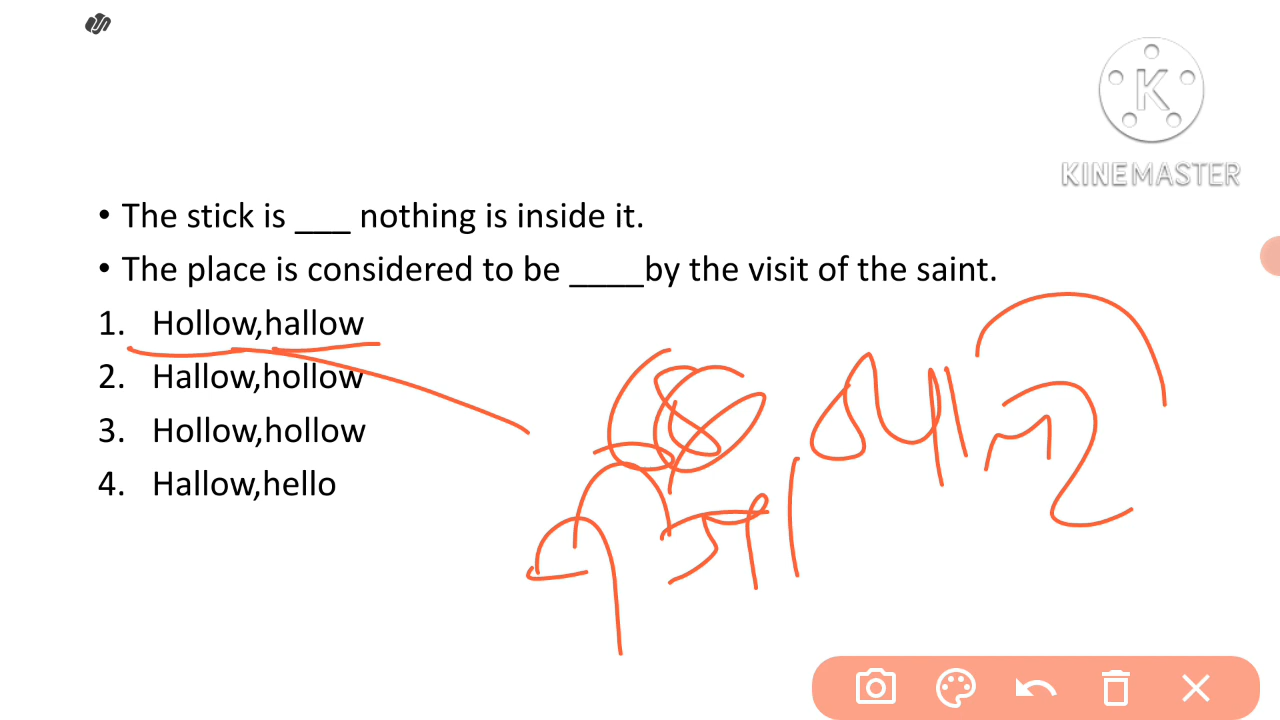 KINEMASTER
• The stick is ___ nothing is inside it.
• The place is considered to be ____by the visit of the saint.
1. Hollow,hallow
2. Hallow,hollow
3. Hollow,hollow
4. Hallow,hello